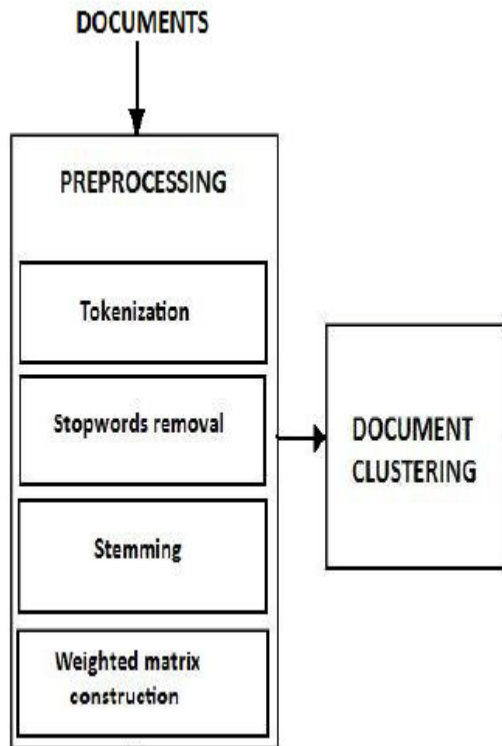 DOCUMENTS
PREPROCESSING
Tokenization
Stopwords removal
Stemming
Weighted matrix
construction
DOCUMENT
CLUSTERING